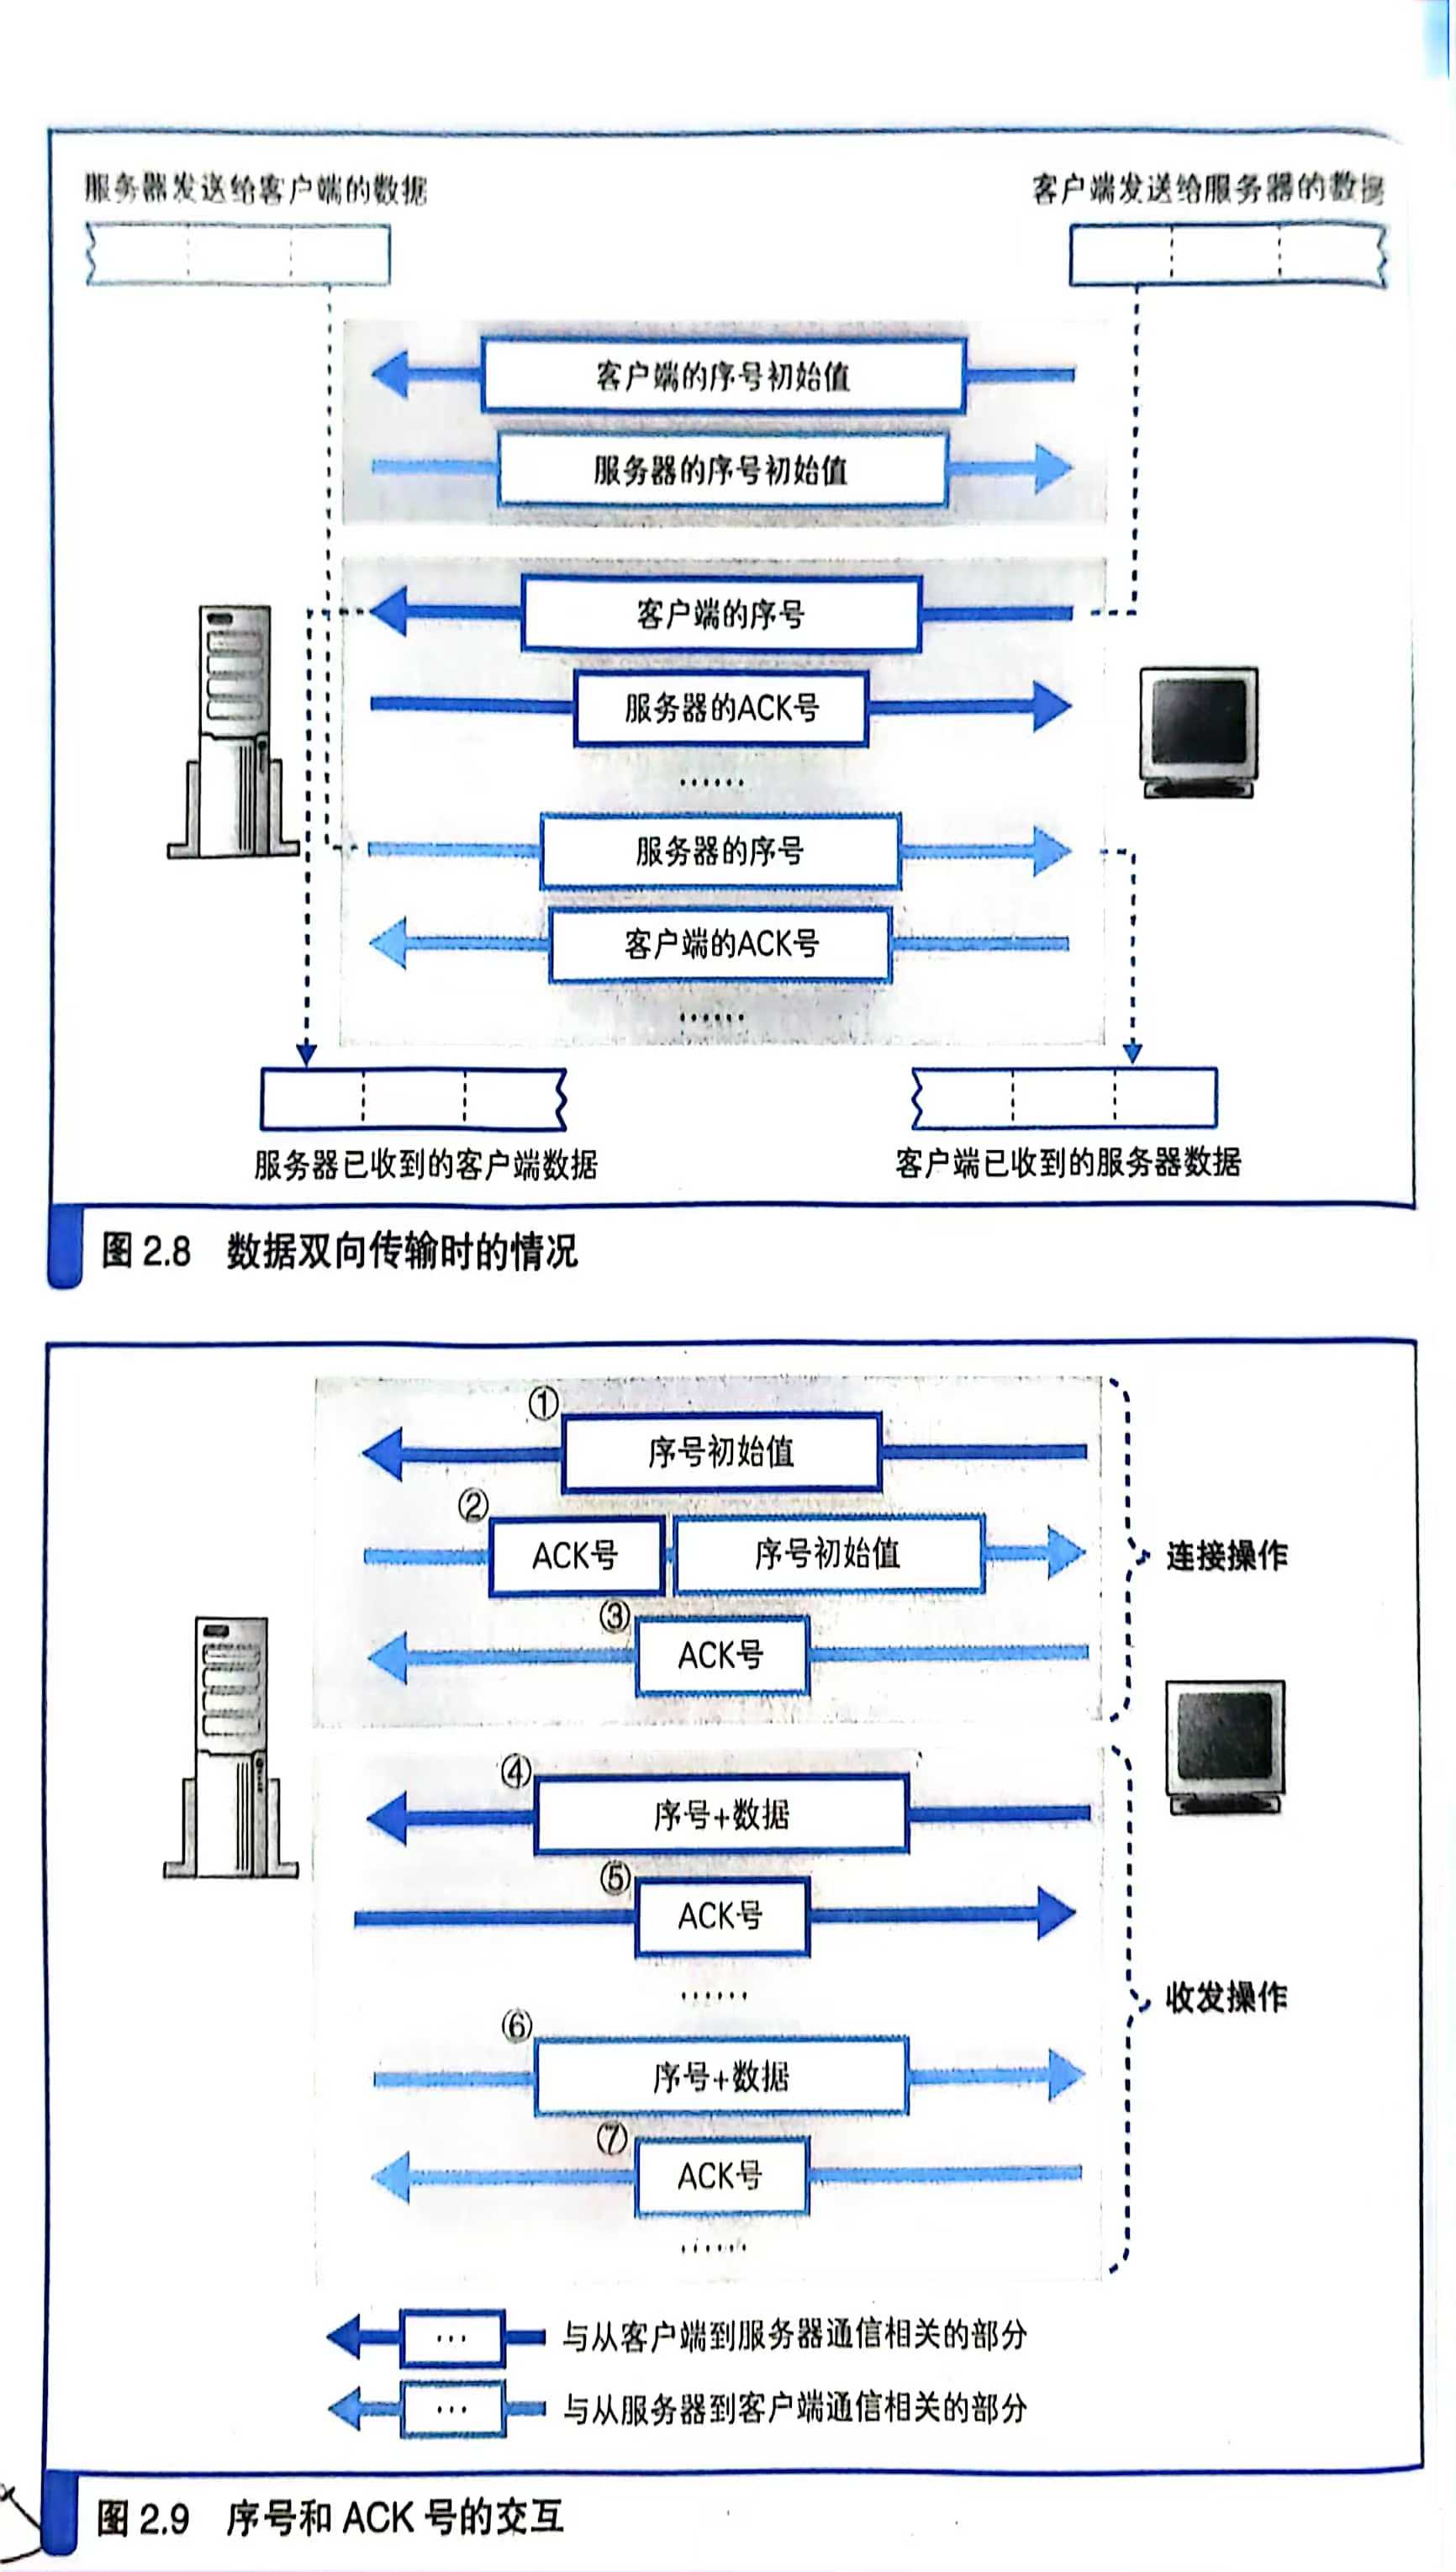 服务器发送给客户端的数据
客户端发送给服务器的数据
客户端的序号初始值
服务器的序号初始值
客户端的序号
服务器的ACK号
......
服务器的序号
客户端的ACK号
......
服务器已收到的客户端数据
客户端已收到的服务器数据
图 2.8 数据双向传输时的情况
①
序号初始值
②
ACK号 序号初始值
连接操作
③
ACK号
④
序号+数据
⑤
ACK号
......
收发操作
⑥
序号+数据
⑦
ACK号
......
... 与从客户端到服务器通信相关的部分
... 与从服务器到客户端通信相关的部分
图 2.9 序号和 ACK 号的交互